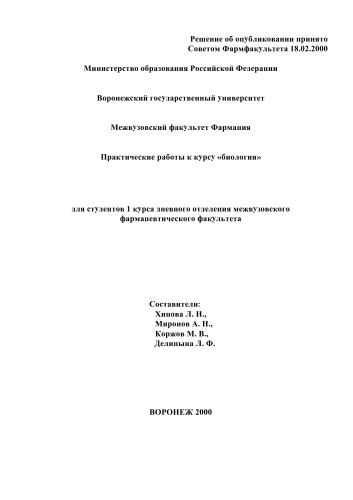 Решение об опубликовании принято
Советом Фармфакультета 18.02.2000
Министерство образования Российской Федерации
Воронежский государственный университет
Межвузовский факультет Фармация
Практические работы к курсу «биология»
для студентов 1 курса дневного отделения межвузовского
фармацевтического факультета
Составители:
Хицова Л. Н.,
Миронов А. Н.,
Коржов М. В.,
Делицына Л. Ф.
ВОРОНЕЖ 2000